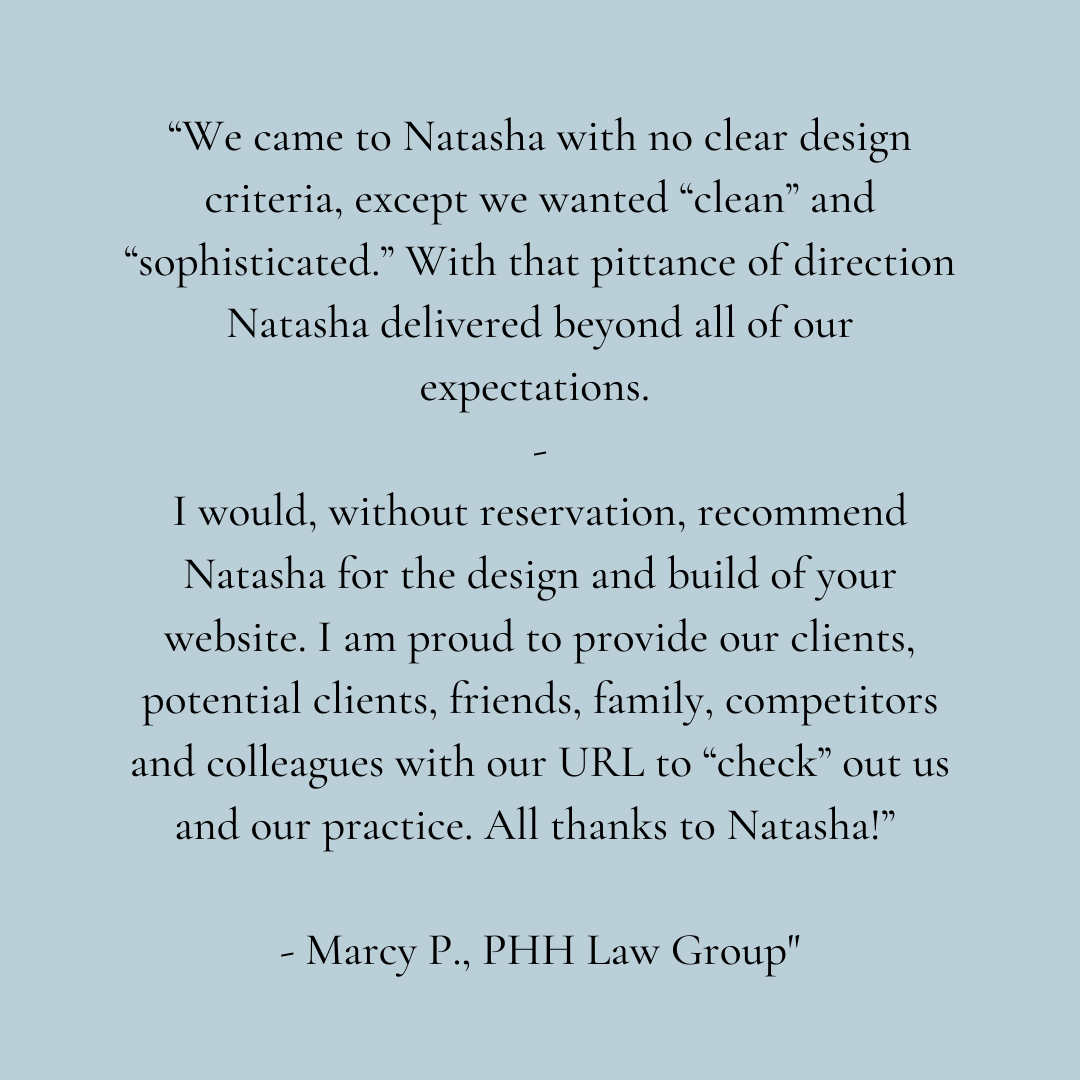 “We came to Natasha with no clear design
criteria, except we wanted “clean” and
“sophisticated.” With that pittance of direction
Natasha delivered beyond all of our
expectations.
-
I would, without reservation, recommend
Natasha for the design and build of your
website. I am proud to provide our clients,
potential clients, friends, family, competitors
and colleagues with our URL to “check” out us
and our practice. All thanks to Natasha!”
- Marcy P., PHH Law Group"